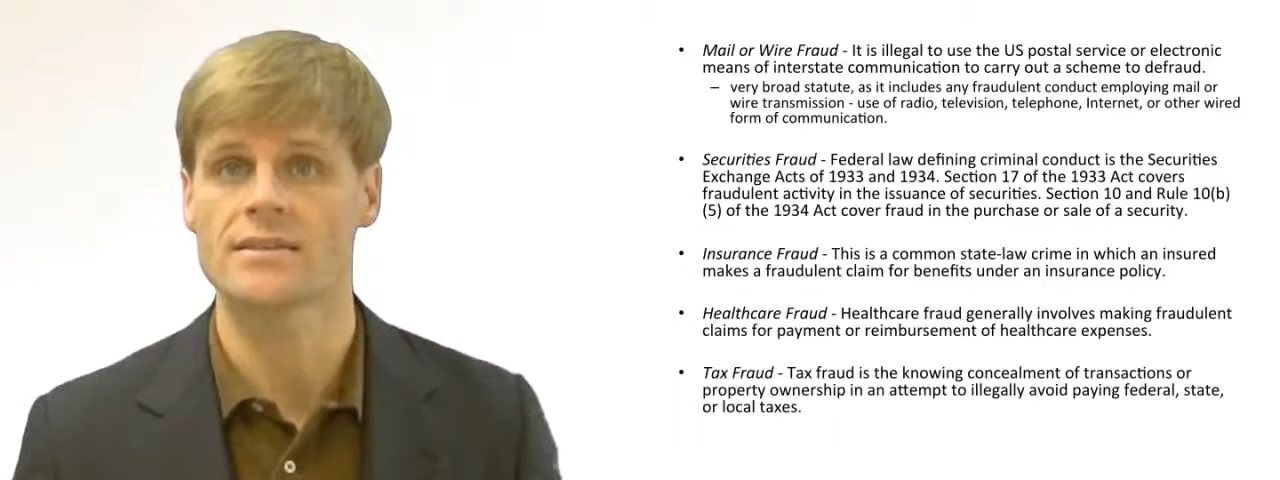 • Mail or Wire Fraud - It is illegal to use the US postal service or electronic
means of interstate communication to carry out a scheme to defraud.
– very broad statute, as it includes any fraudulent conduct employing mail or
wire transmission - use of radio, television, telephone, Internet, or other wired
form of communication.
• Securities Fraud - Federal law defining criminal conduct is the Securities
Exchange Acts of 1933 and 1934. Section 17 of the 1933 Act covers
fraudulent activity in the issuance of securities. Section 10 and Rule 10(b)
(5) of the 1934 Act cover fraud in the purchase or sale of a security.
• Insurance Fraud - This is a common state-law crime in which an insured
makes a fraudulent claim for benefits under an insurance policy.
• Healthcare Fraud - Healthcare fraud generally involves making fraudulent
claims for payment or reimbursement of healthcare expenses.
• Tax Fraud - Tax fraud is the knowing concealment of transactions or
property ownership in an attempt to illegally avoid paying federal, state,
or local taxes.